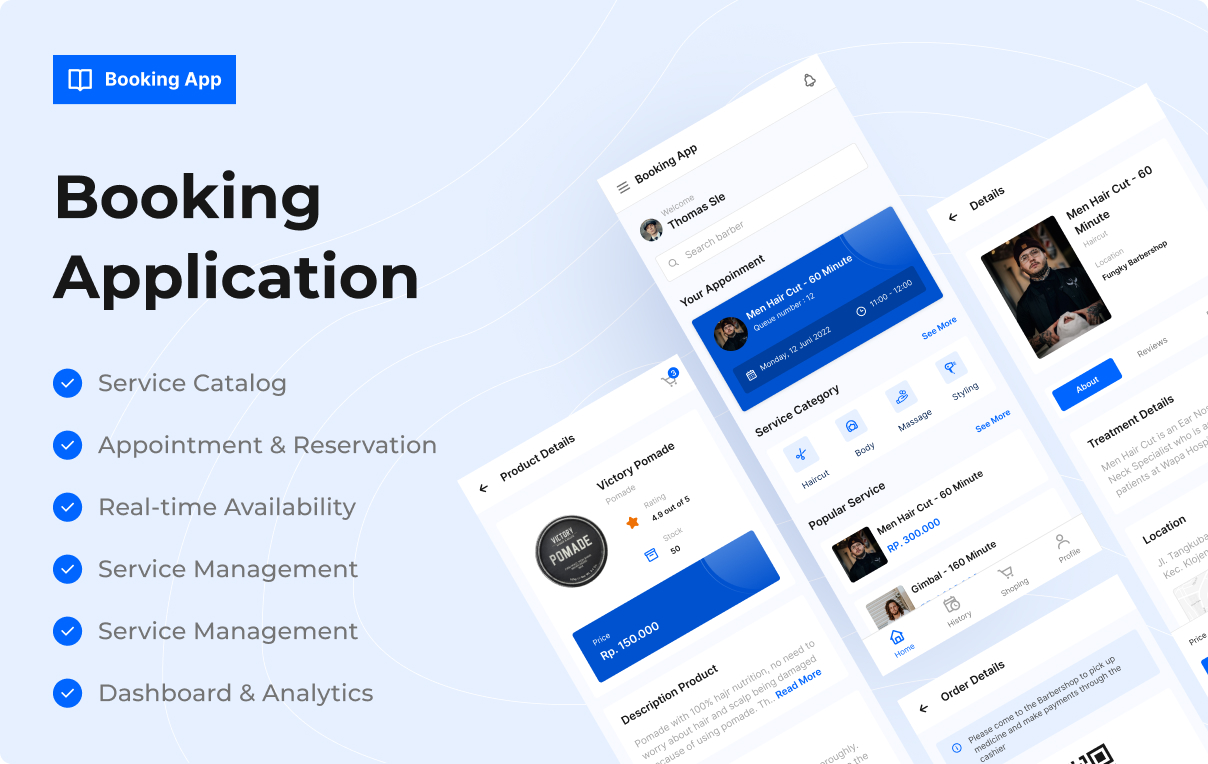 Booking App
Booking
Application
Service Catalog
Appointment & Reservation
Real-time Availability
Service Management
Service Management
Dashboard & Analytics
Booking App
Welcome
Thomas Sle
Search barber
Your Appoinment
Men Hair Cut - 60 Minute
Queue number : 12
Monday, 12 Juni 2022
11:00 - 12:00
See More
Service Category
Haircut
Body
Massage
Styling
See More
Popular Service
Men Hair Cut - 60 Minute
RP. 300.000
Gimbal - 160 Minute
Home
History
Shoping
Profile
3
Product Details
Victory Pomade
Pomade
Rating
4.9 out of 5
Stock
50
VICTORY
POMADE
Price
Rp. 150.000
Description Product
Pomade with 100% hair nutrition, no need to
worry about hair and scalp being damaged
because of using pomade. Th.. Read More
Details
Men Hair Cut - 60
Minute
Haircut
Location
Fungky Barbershop
About
Reviews
Treatment Details
Men Hair Cut is an Ear No
Neck Specialist who is a
patients at Wapa Hosp
Location
Jl. Tangkuba
Kec. Klojen
Price
Order Details
Please come to the Barbershop to pick up
medicine and make payments through the
cashier